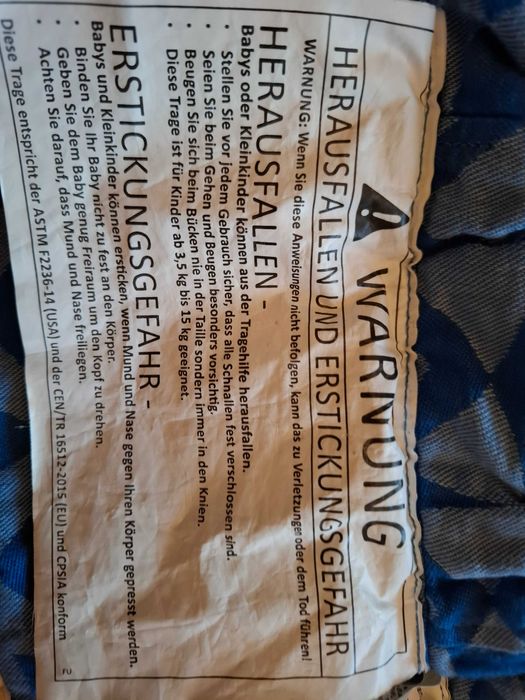 WARNUNG
HERAUSFALLEN UND ERSTICKUNGSGEFAHR
WARNUNG: Wenn Sie diese Anweisungen nicht befolgen, kann das zu Verletzungen oder dem Tod führen!
HERAUSFALLEN -
Babys oder Kleinkinder können aus der Tragehilfe herausfallen.
• Stellen Sie vor jedem Gebrauch sicher, dass alle Schnallen fest verschlossen sind.
• Seien Sie beim Gehen und Beugen besonders vorsichtig.
• Beugen Sie sich beim Bücken nie in der Taille sondern immer in den Knien.
• Diese Trage ist für Kinder ab 3,5 kg bis 15 kg geeignet.
ERSTICKUNGSGEFAHR -
Babys und Kleinkinder können ersticken, wenn Mund und Nase gegen Ihren Körper gepresst werden.
• Binden Sie Ihr Baby nicht zu fest an den Körper.
• Geben Sie dem Baby genug Freiraum um den Kopf zu drehen.
• Achten Sie darauf, dass Mund und Nase freiliegen.
Diese Trage entspricht der ASTM F2236-14 (USA) und der CEN/TR 16512-2015 (EU) und CPSIA konform
2